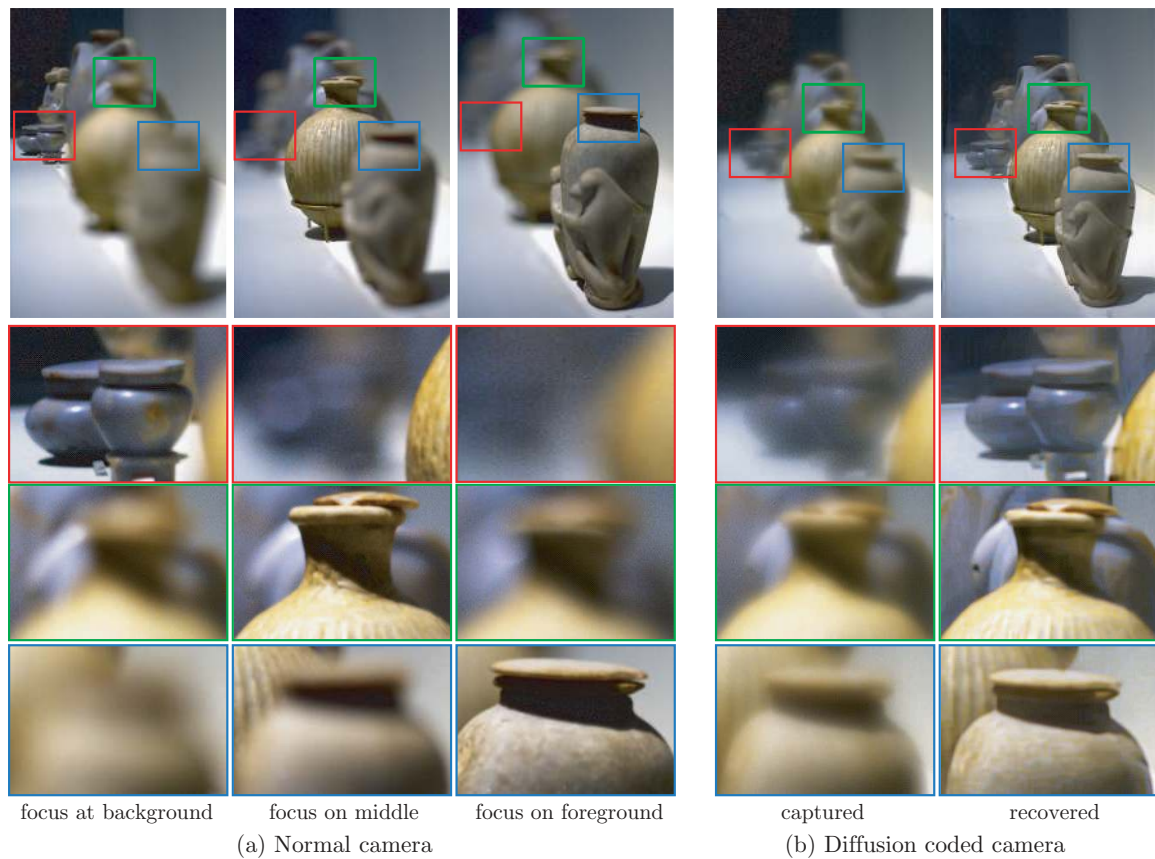 focus at background
focus on middle
focus on foreground
captured
recovered
(a) Normal camera
(b) Diffusion coded camera